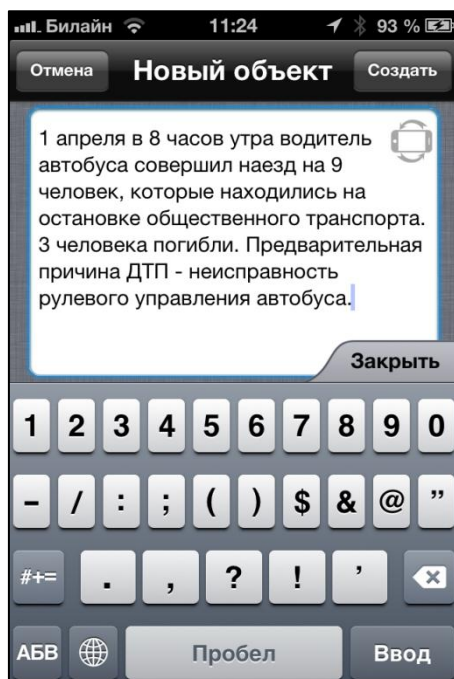 Билайн 11:24 93 %
Отмена Новый объект Создать
1 апреля в 8 часов утра водитель
автобуса совершил наезд на 9
человек, которые находились на
остановке общественного транспорта.
3 человека погибли. Предварительная
причина ДТП - неисправность
рулевого управления автобуса.
Закрыть
1 2 3 4 5 6 7 8 9 0
- / : ; ( ) $ & @ ”
#+= . , ? ! ’
АБВ Пробел Ввод